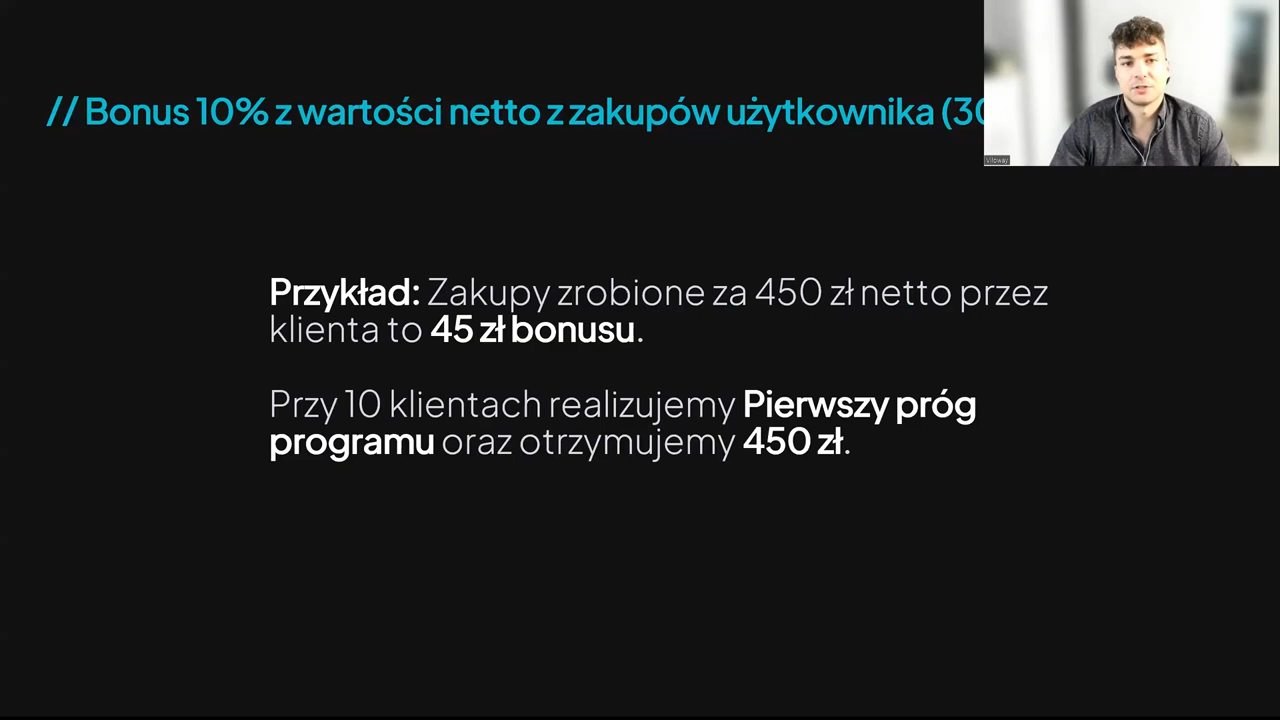 // Bonus 10% z wartości netto z zakupów użytkownika (30
Vitoway
Przykład: Zakupy zrobione za 450 zł netto przez
klienta to 45 zł bonusu.
Przy 10 klientach realizujemy Pierwszy próg
programu oraz otrzymujemy 450 zł.